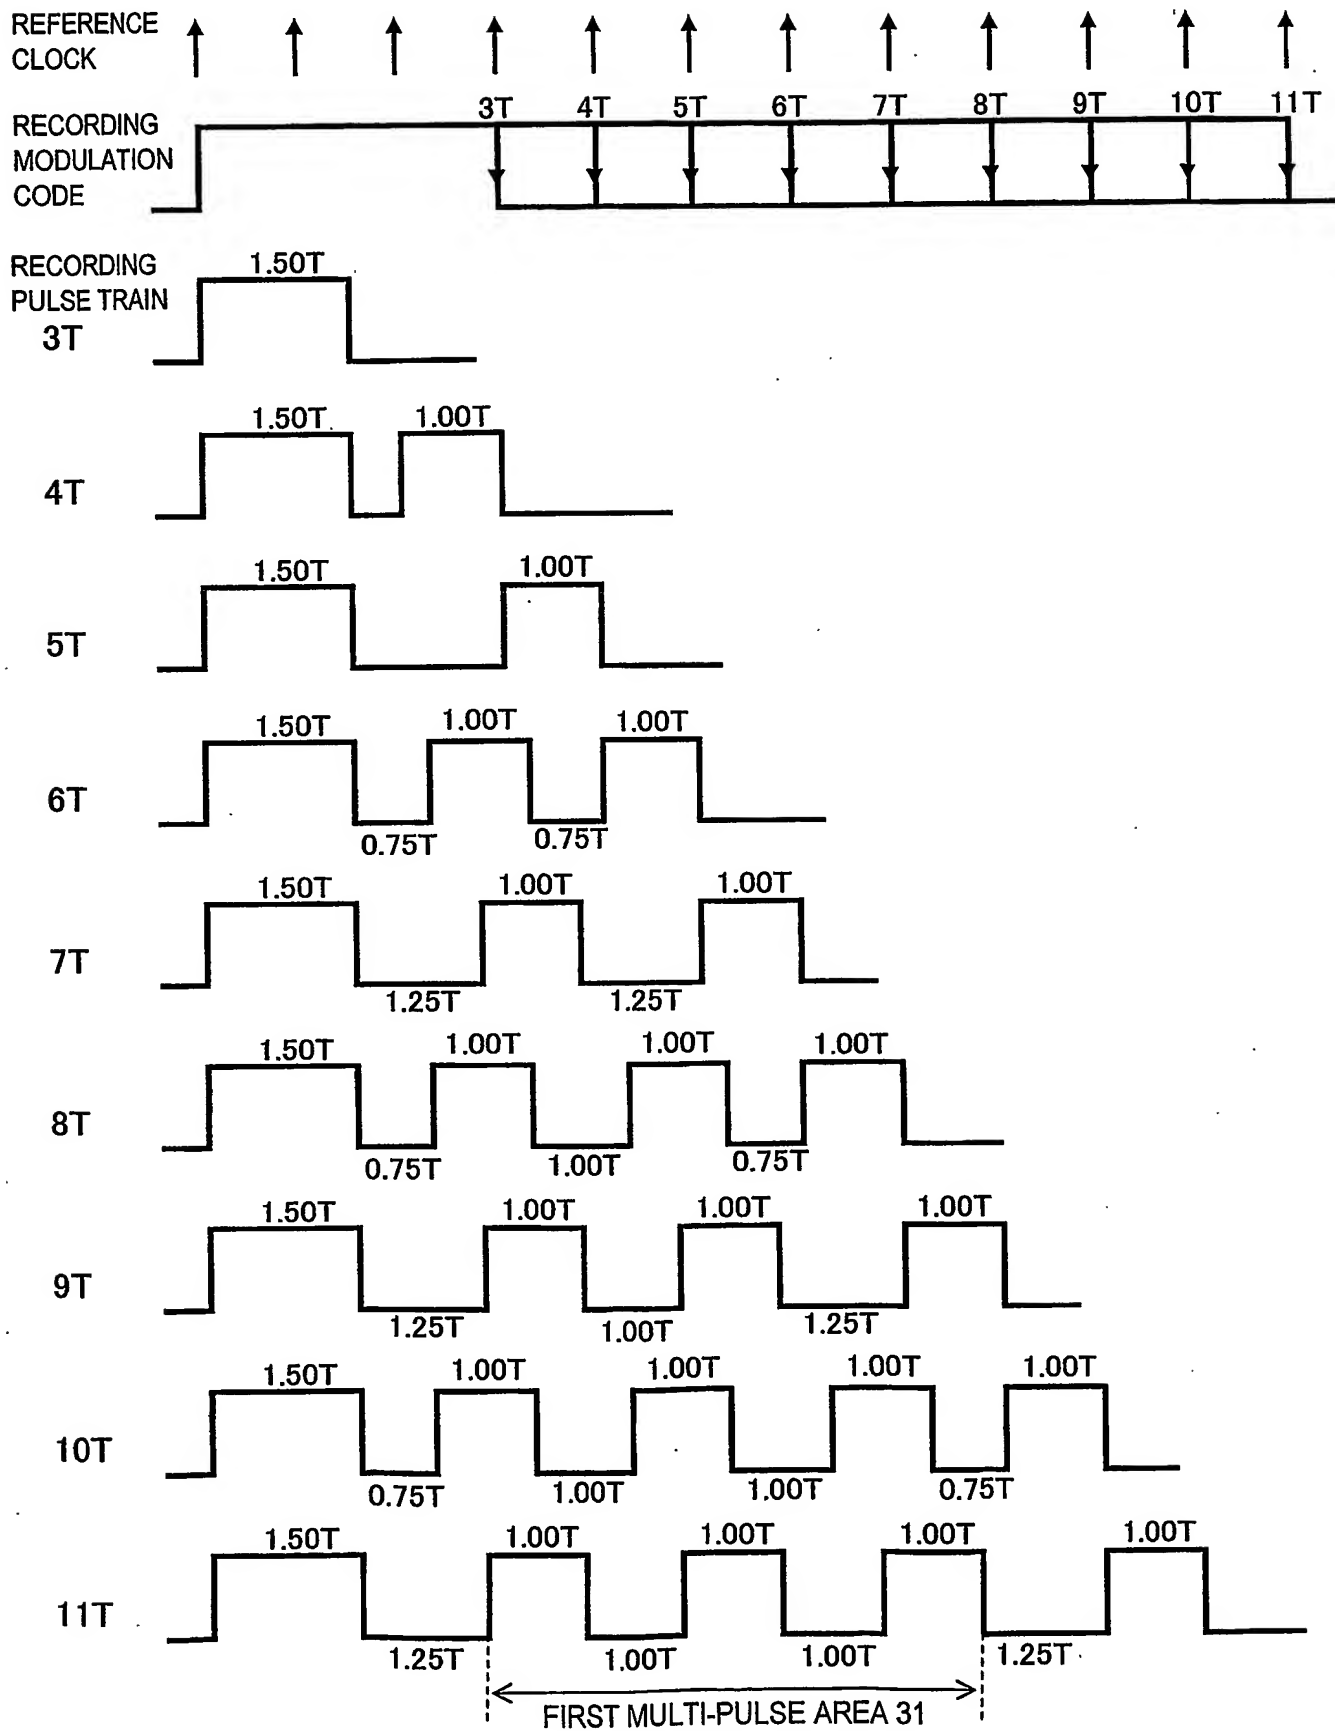 REFERENCE
CLOCK
3T 4T 5T 6T 7T 8T 9T 10T 11T
RECORDING
MODULATION
CODE
RECORDING
PULSE TRAIN
1.50T
3T
1.50T 1.00T
4T
1.50T 1.00T
5T
1.50T 1.00T 1.00T
6T
0.75T 0.75T
1.50T 1.00T 1.00T
7T
1.25T 1.25T
1.50T 1.00T 1.00T 1.00T
8T
0.75T 1.00T 0.75T
1.50T 1.00T 1.00T 1.00T
9T
1.25T 1.00T 1.25T
1.50T 1.00T 1.00T 1.00T 1.00T
10T
0.75T 1.00T 1.00T 0.75T
1.50T 1.00T 1.00T 1.00T 1.00T
11T
1.25T 1.00T 1.00T 1.25T
FIRST MULTI-PULSE AREA 31